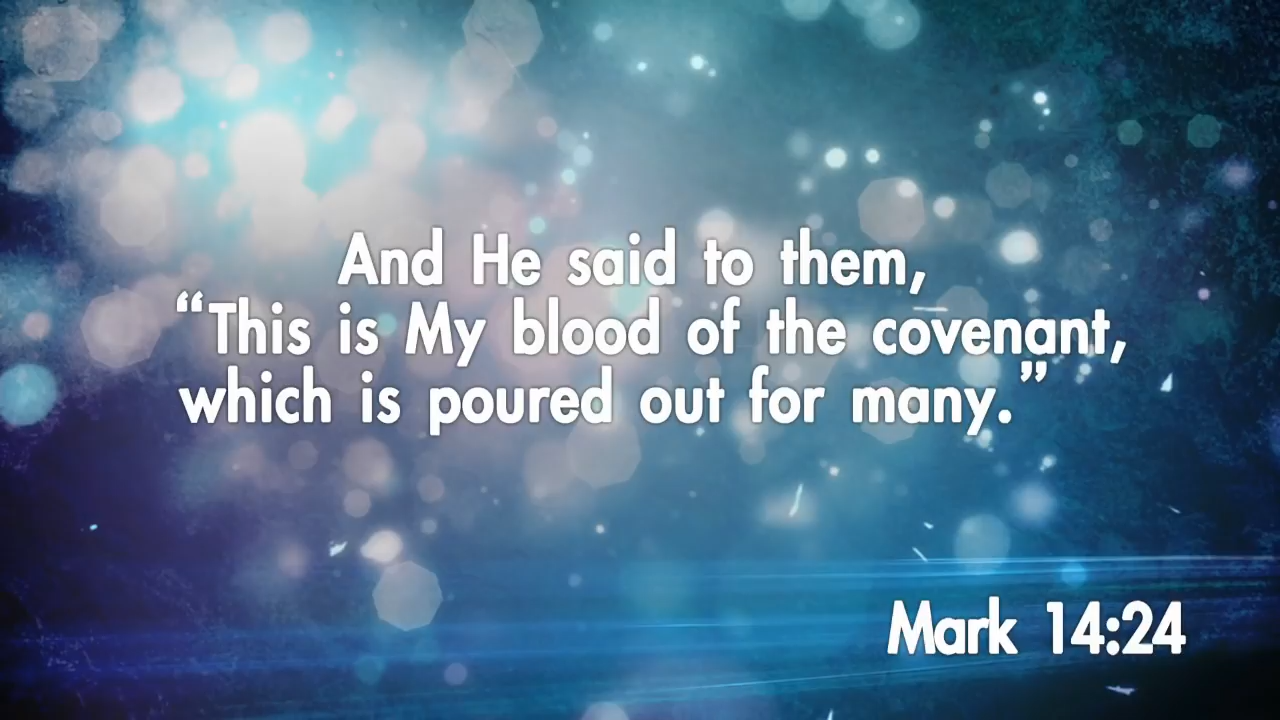 And He said to them,
“This is My blood of the covenant,
which is poured out for many.”
Mark 14:24